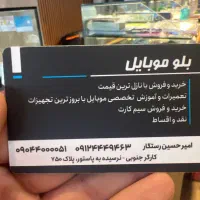 بلو موبایل
خرید و فروش با نازل ترین قیمت
تعمیرات و آموزش تخصصی موبایل با بروز ترین تجهیزات
خرید و فروش سیم کارت
نقد و اقساط
امیر حسین رستگار
۰۹۱۲۴۴۴۹۴۶۳ ۰۹۰۴۴۰۰۰۰۵۱
کارگر جنوبی - نرسیده به پاستور، پلاک ۷۵۰